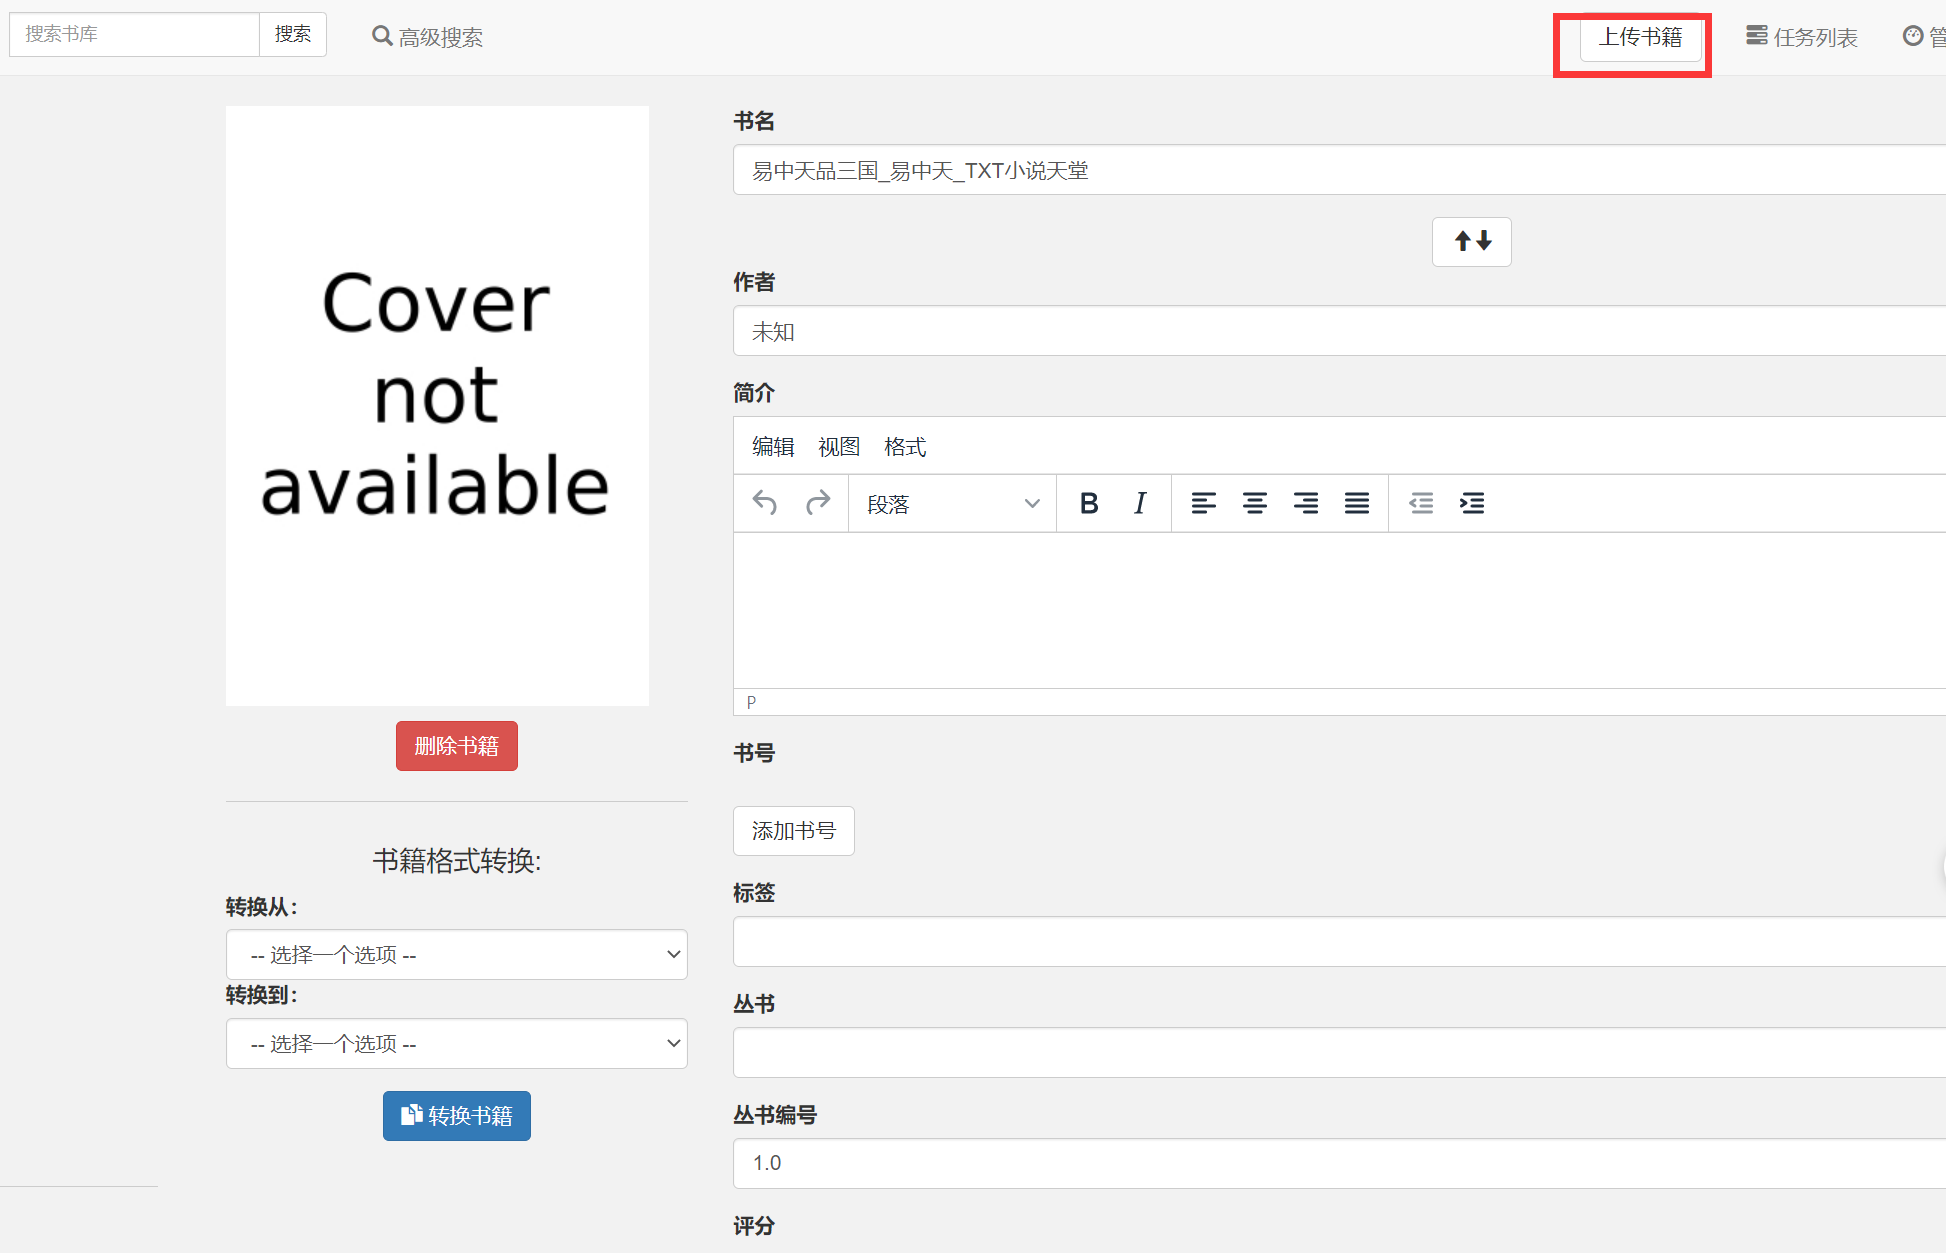 搜索书库 搜索 高级搜索 上传书籍 任务列表 管
Cover
not
available
删除书籍
书籍格式转换:
转换从:
-- 选择一个选项 --
转换到:
-- 选择一个选项 --
转换书籍
书名
易中天品三国_易中天_TXT小说天堂
作者
未知
简介
编辑 视图 格式
段落 B I
P
书号
添加书号
标签
丛书
丛书编号
1.0
评分